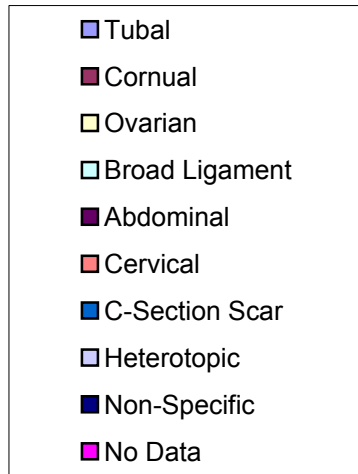 Tubal
Cornual
Ovarian
Broad Ligament
Abdominal
Cervical
C-Section Scar
Heterotopic
Non-Specific
No Data